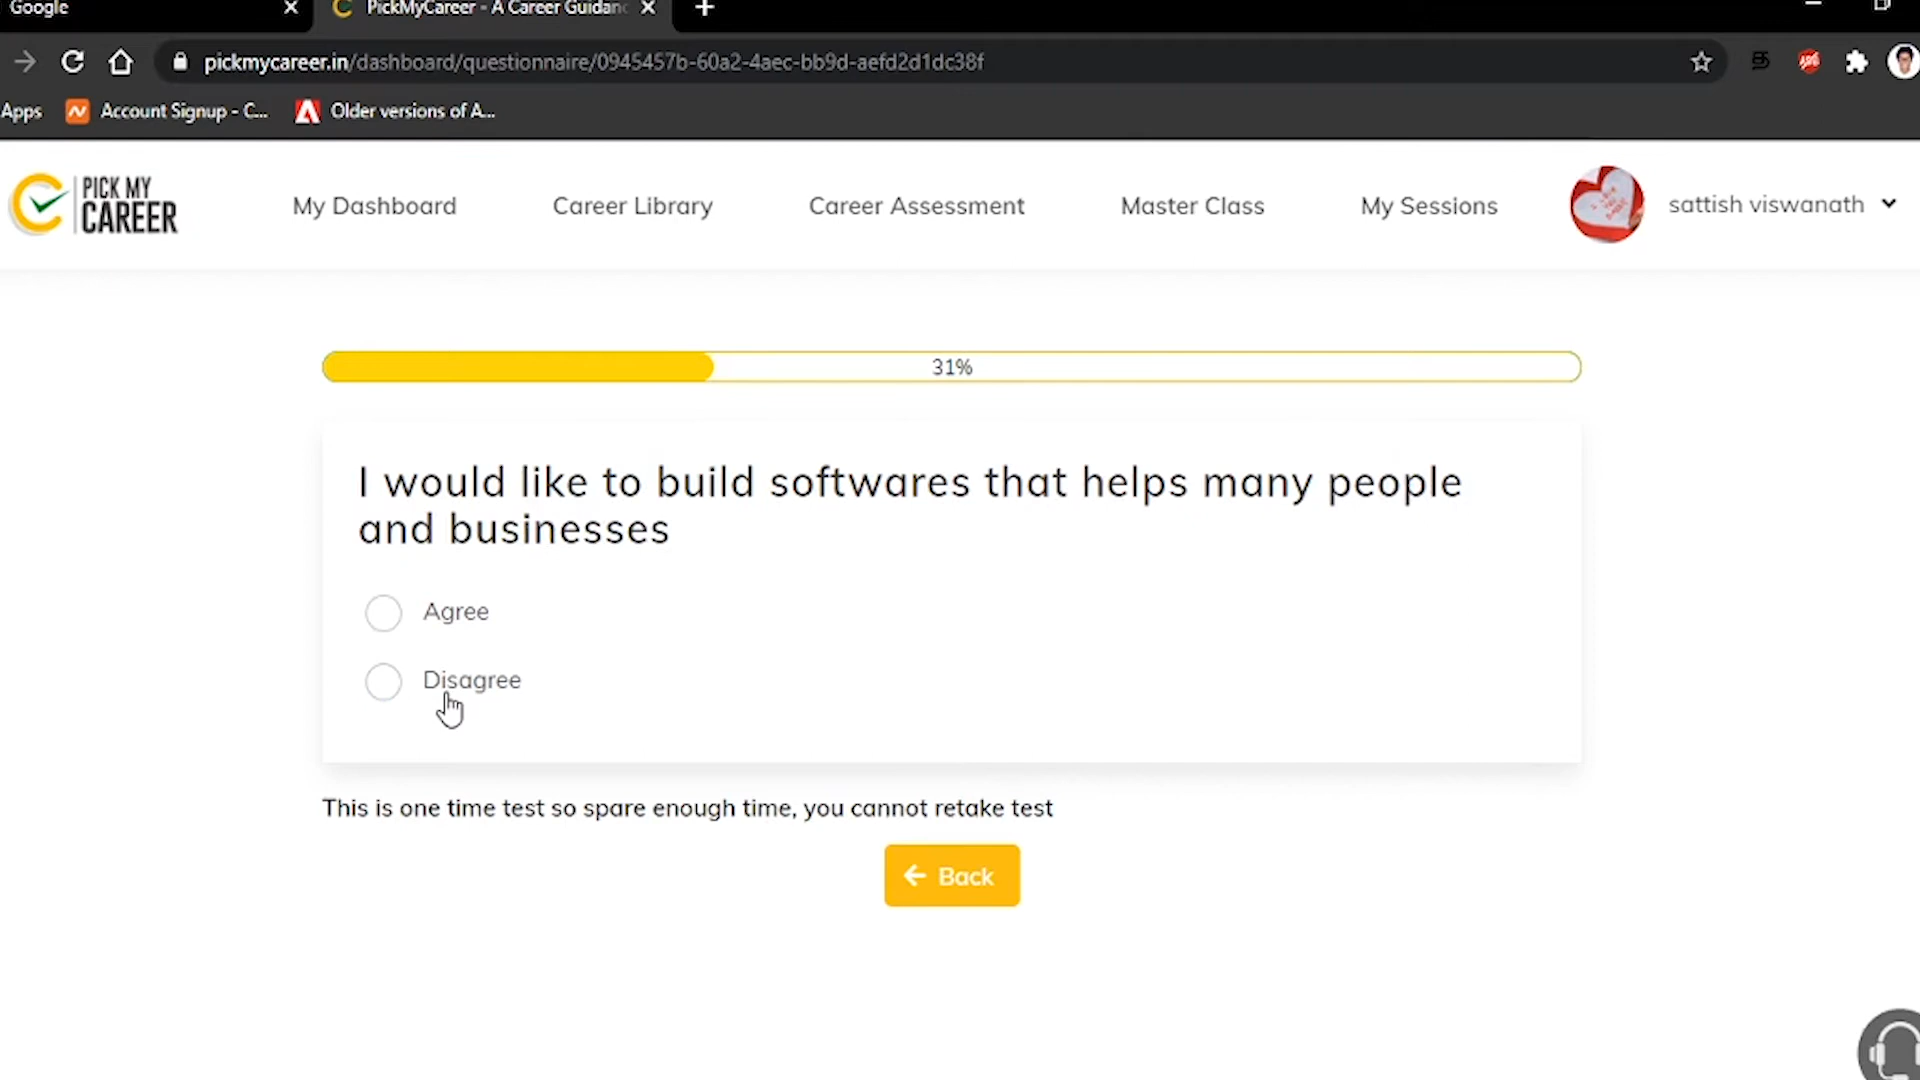 Google
PickMyCareer - A Career Guidanc
pickmycareer.in/dashboard/questionnaire/0945457b-60a2-4aec-bb9d-aefd2d1dc38f
Apps
Account Signup - C...
Older versions of A...
PICK MY
CAREER
My Dashboard
Career Library
Career Assessment
Master Class
My Sessions
sattish viswanath
31%
I would like to build softwares that helps many people
and businesses
Agree
Disagree
This is one time test so spare enough time, you cannot retake test
Back